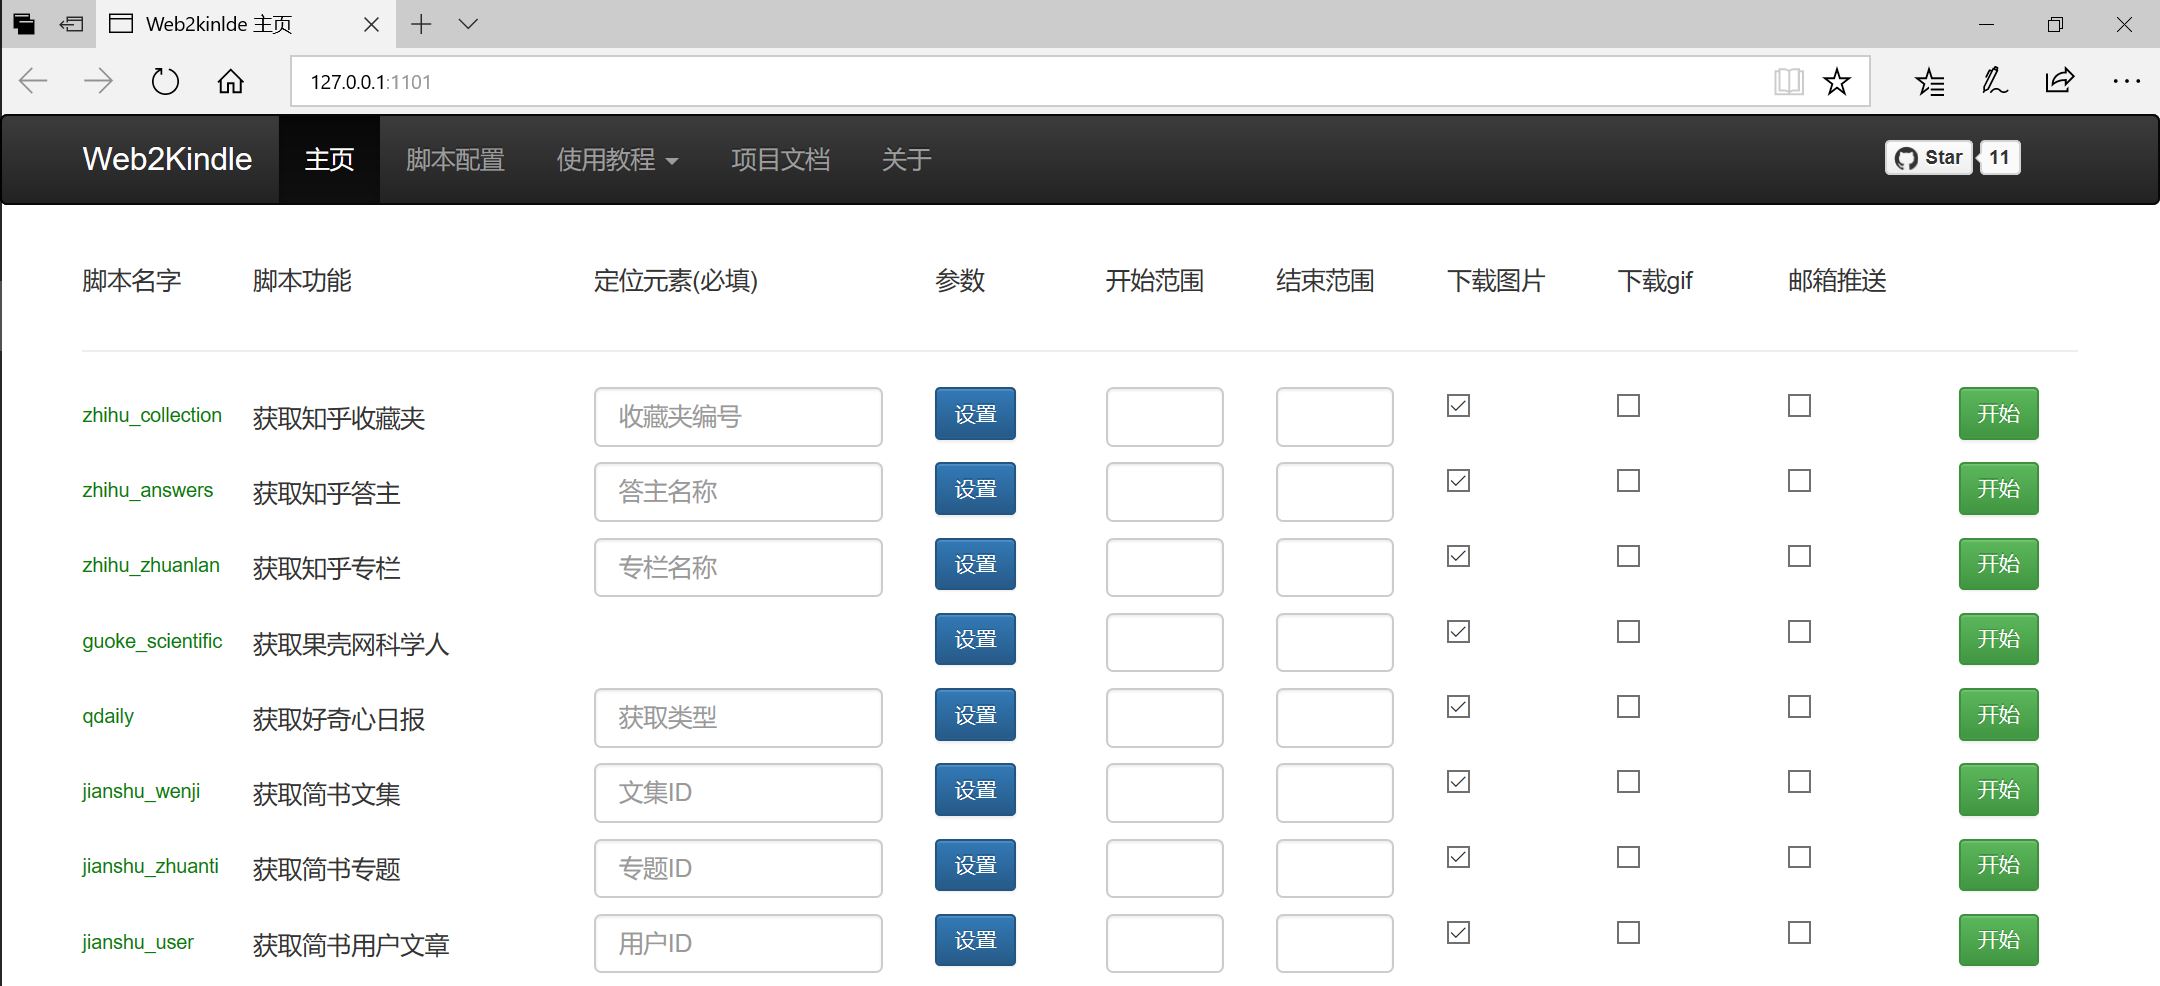 Web2kinlde 主页
127.0.0.1:1101
Web2Kindle 主页 脚本配置 使用教程 项目文档 关于 Star 11
脚本名字 脚本功能 定位元素(必填) 参数 开始范围 结束范围 下载图片 下载gif 邮箱推送
zhihu_collection 获取知乎收藏夹 收藏夹编号 设置 开始
zhihu_answers 获取知乎答主 答主名称 设置 开始
zhihu_zhuanlan 获取知乎专栏 专栏名称 设置 开始
guoke_scientific 获取果壳网科学人 设置 开始
qdaily 获取好奇心日报 获取类型 设置 开始
jianshu_wenji 获取简书文集 文集ID 设置 开始
jianshu_zhuanti 获取简书专题 专题ID 设置 开始
jianshu_user 获取简书用户文章 用户ID 设置 开始